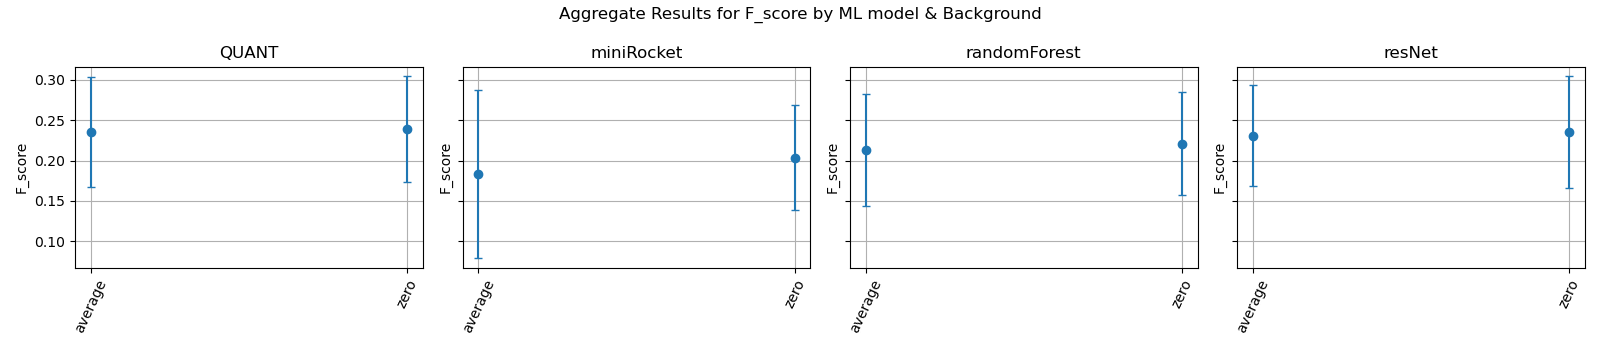 Aggregate Results for F_score by ML model & Background
QUANT
miniRocket
randomForest
resNet
0.30
0.25
0.20
0.15
0.10
F_score
F_score
F_score
F_score
average
zero
average
zero
average
zero
average
zero